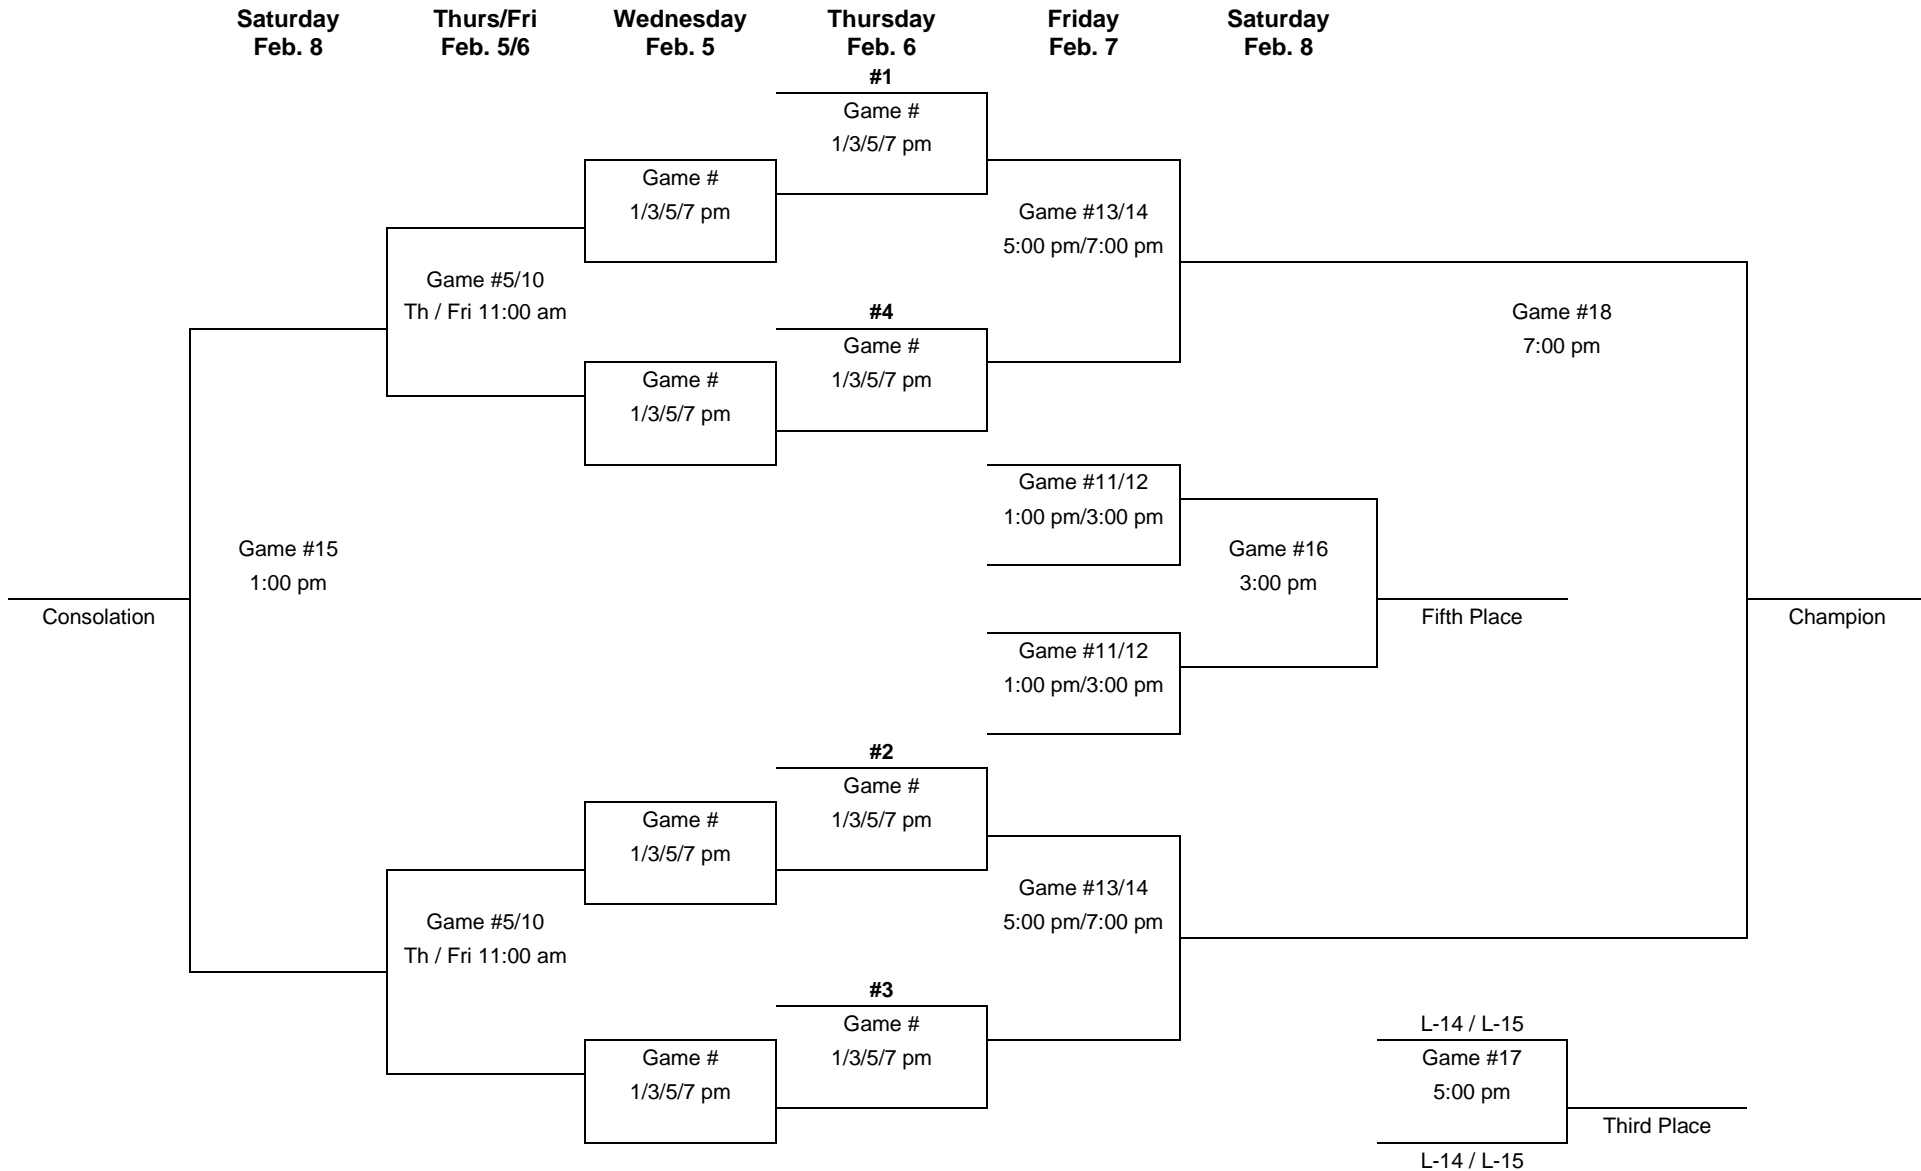 Saturday Thurs/Fri Wednesday Thursday Friday Saturday
Feb. 8 Feb. 5/6 Feb. 5 Feb. 6 Feb. 7 Feb. 8
#1
Game #
1/3/5/7 pm
Game #
1/3/5/7 pm
Game #13/14
5:00 pm/7:00 pm
Game #5/10
Th / Fri 11:00 am
#4
Game #18
Game #
7:00 pm
1/3/5/7 pm
Game #
1/3/5/7 pm
Game #11/12
1:00 pm/3:00 pm
Game #15
1:00 pm
Game #16
3:00 pm
Consolation
Fifth Place
Champion
Game #11/12
1:00 pm/3:00 pm
#2
Game #
1/3/5/7 pm
Game #
1/3/5/7 pm
Game #13/14
5:00 pm/7:00 pm
Game #5/10
Th / Fri 11:00 am
#3
Game #
1/3/5/7 pm
Game #
1/3/5/7 pm
L-14 / L-15
Game #17
5:00 pm
Third Place
L-14 / L-15